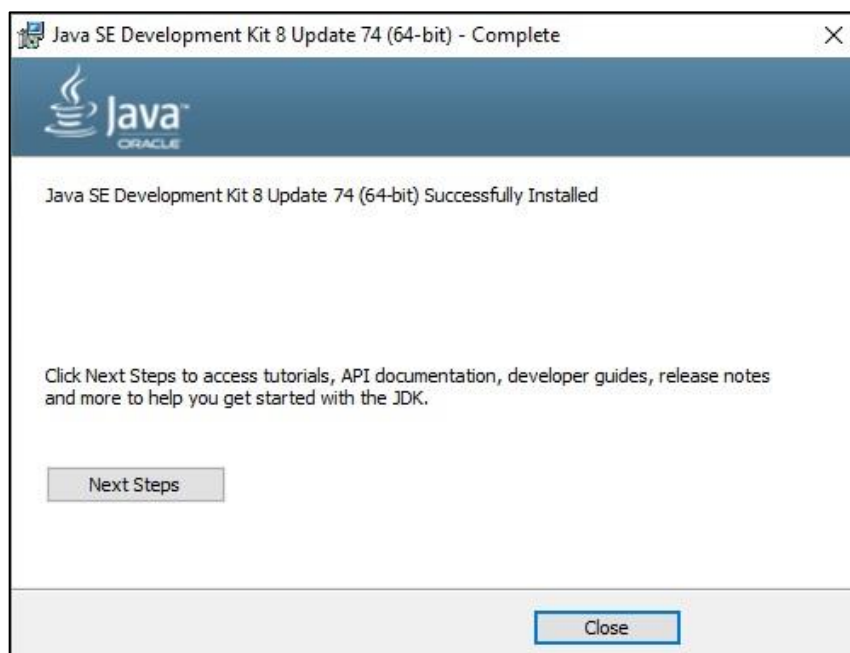 Java SE Development Kit 8 Update 74 (64-bit) - Complete
Java™
ORACLE
Java SE Development Kit 8 Update 74 (64-bit) Successfully Installed
Click Next Steps to access tutorials, API documentation, developer guides, release notes
and more to help you get started with the JDK.
Next Steps
Close